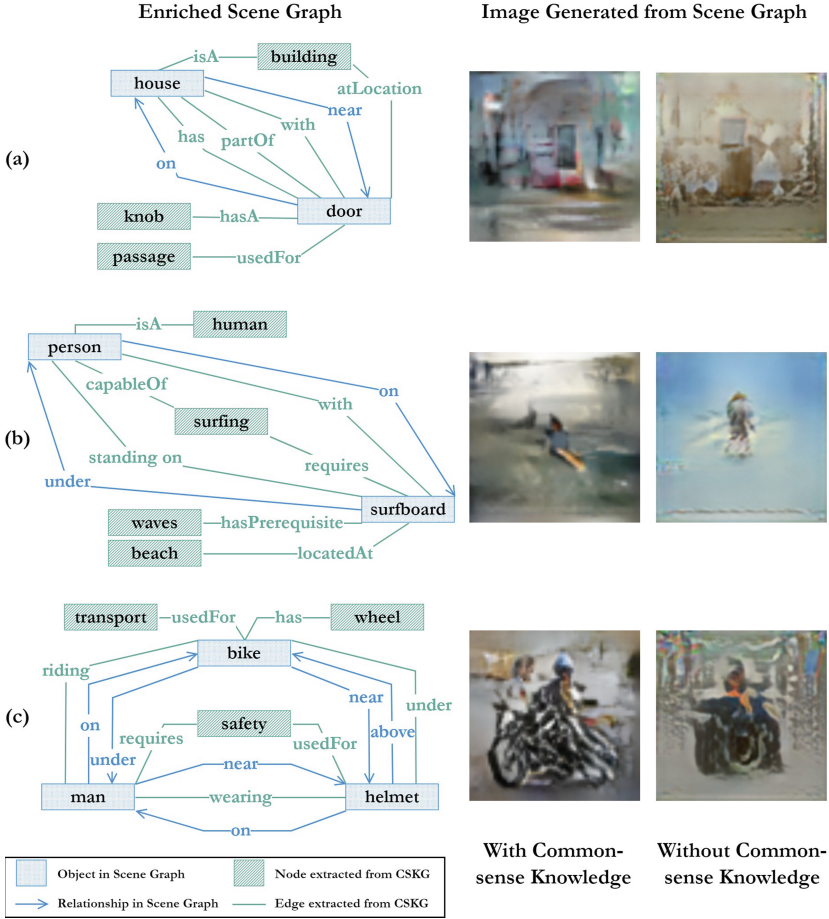 Enriched Scene Graph
Image Generated from Scene Graph
(a)
isA
building
house
atLocation
near
with
has
partOf
on
knob
hasA
door
passage
usedFor
(b)
isA
human
person
capableOf
on
with
surfing
standing on
requires
under
surfboard
waves
hasPrerequisite
beach
locatedAt
(c)
transport
usedFor
has
wheel
bike
riding
near
under
on
safety
above
requires
usedFor
under
near
man
wearing
helmet
on
With Common-
sense Knowledge
Without Common-
sense Knowledge
Object in Scene Graph
Node extracted from CSKG
Relationship in Scene Graph
Edge extracted from CSKG